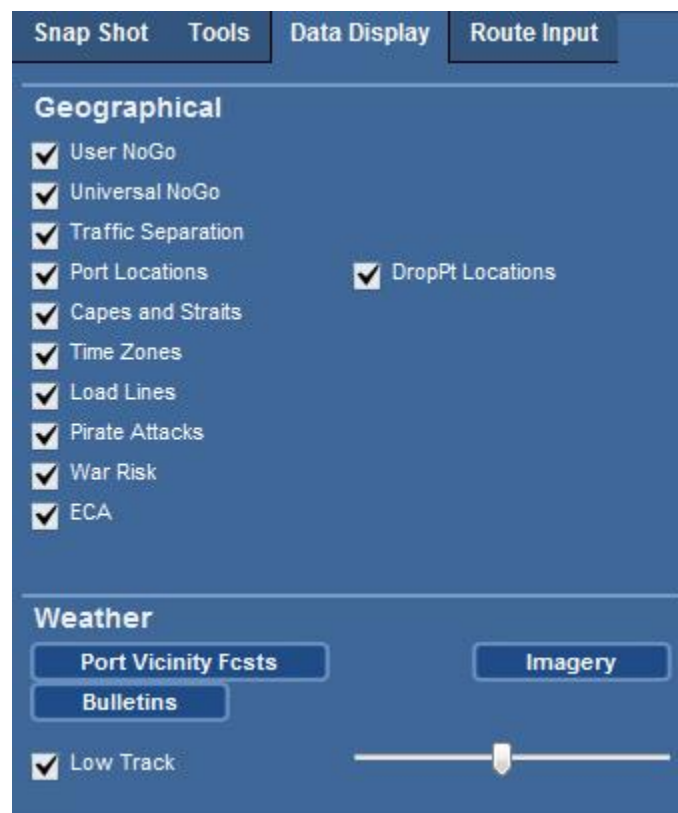 Snap Shot Tools Data Display Route Input
Geographical
User NoGo
Universal NoGo
Traffic Separation
Port Locations DropPt Locations
Capes and Straits
Time Zones
Load Lines
Pirate Attacks
War Risk
ECA
Weather
Port Vicinity Fcsts Imagery
Bulletins
Low Track